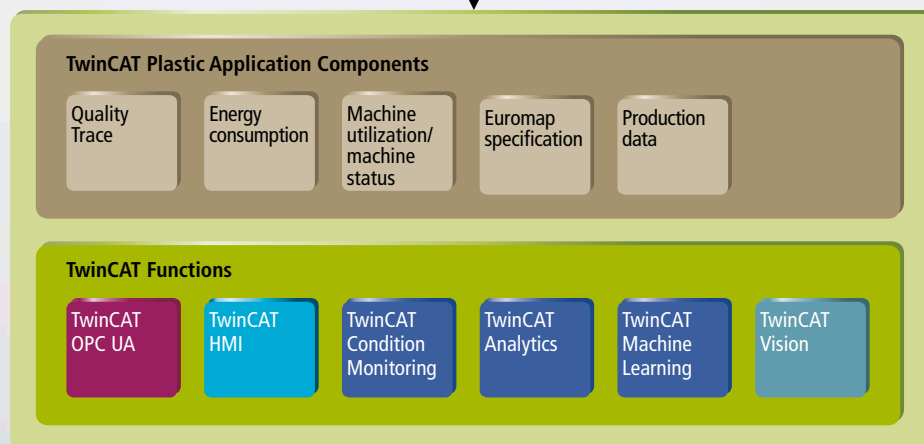 TwinCAT Plastic Application Components
Quality
Trace
Energy
consumption
Machine
utilization/
machine
status
Euromap
specification
Production
data
TwinCAT Functions
TwinCAT
OPC UA
TwinCAT
HMI
TwinCAT
Condition
Monitoring
TwinCAT
Analytics
TwinCAT
Machine
Learning
TwinCAT
Vision